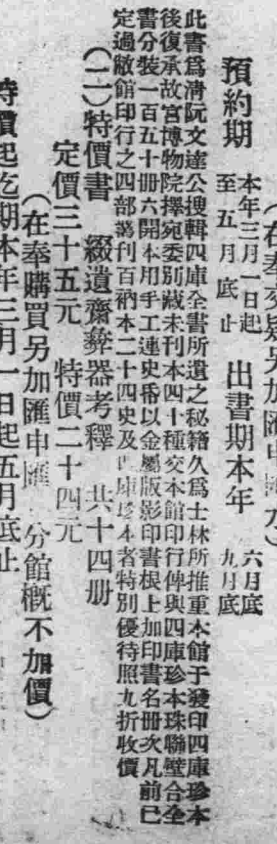 （在奉另加匯申匯水）
預約期 本年三月一日起至五月底止 出書期本年 六月底 九月底
此書爲清阮文達公搜輯四庫全書所遺之秘籍久爲士林所推重本館于發印四庫珍本
後復承故宮博物院擇宛委別藏未刊本四十種交本館印行俾與四庫珍本珠聯璧合全
書分裝一百五十冊六開本用手工連史帋以金屬版影印書根上加印書名冊次凡前已
定過敝館印行之四部叢刊百衲本二十四史及四庫珍本者特別優待照九折收價
（二）特價書 綴遺齋彝器考釋 共十四册
定價三十五元 特價二十四元
（在奉購買另加匯申匯 分館概不加價）
特價起訖期本年三月一日起五月底止